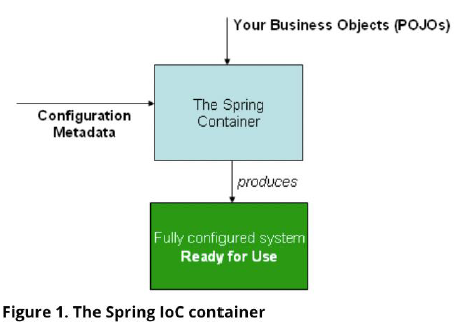 Your Business Objects (POJOs)
The Spring
Container
Configuration
Metadata
produces
Fully configured system
Ready for Use
Figure 1. The Spring IoC container